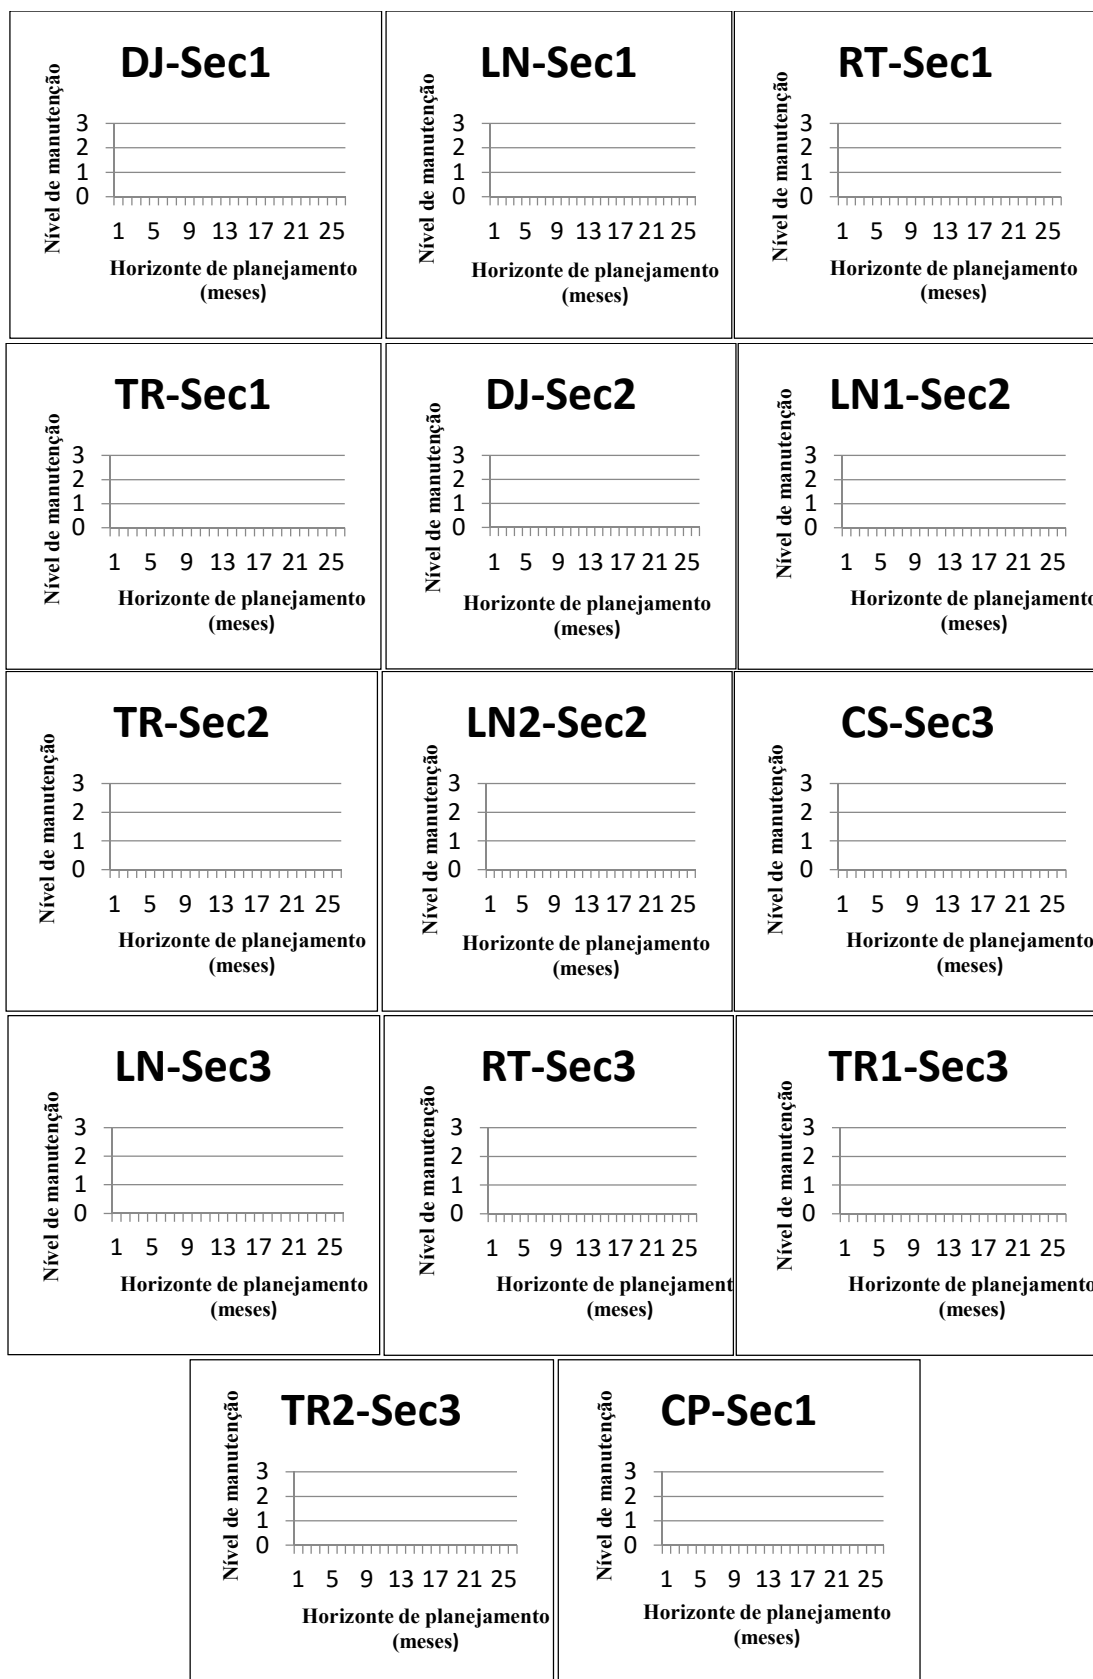 DJ-Sec1
Nível de manutenção
3
2
1
0
1 5 9 13 17 21 25
Horizonte de planejamento
(meses)
LN-Sec1
Nível de manutenção
3
2
1
0
1 5 9 13 17 21 25
Horizonte de planejamento
(meses)
RT-Sec1
Nível de manutenção
3
2
1
0
1 5 9 13 17 21 25
Horizonte de planejamento
(meses)
TR-Sec1
Nível de manutenção
3
2
1
0
1 5 9 13 17 21 25
Horizonte de planejamento
(meses)
DJ-Sec2
Nível de manutenção
3
2
1
0
1 5 9 13 17 21 25
Horizonte de planejamento
(meses)
LN1-Sec2
Nível de manutenção
3
2
1
0
1 5 9 13 17 21 25
Horizonte de planejamento
(meses)
TR-Sec2
Nível de manutenção
3
2
1
0
1 5 9 13 17 21 25
Horizonte de planejamento
(meses)
LN2-Sec2
Nível de manutenção
3
2
1
0
1 5 9 13 17 21 25
Horizonte de planejamento
(meses)
CS-Sec3
Nível de manutenção
3
2
1
0
1 5 9 13 17 21 25
Horizonte de planejamento
(meses)
LN-Sec3
Nível de manutenção
3
2
1
0
1 5 9 13 17 21 25
Horizonte de planejamento
(meses)
RT-Sec3
Nível de manutenção
3
2
1
0
1 5 9 13 17 21 25
Horizonte de planejament
(meses)
TR1-Sec3
Nível de manutenção
3
2
1
0
1 5 9 13 17 21 25
Horizonte de planejamento
(meses)
TR2-Sec3
Nível de manutenção
3
2
1
0
1 5 9 13 17 21 25
Horizonte de planejamento
(meses)
CP-Sec1
Nível de manutenção
3
2
1
0
1 5 9 13 17 21 25
Horizonte de planejamento
(meses)